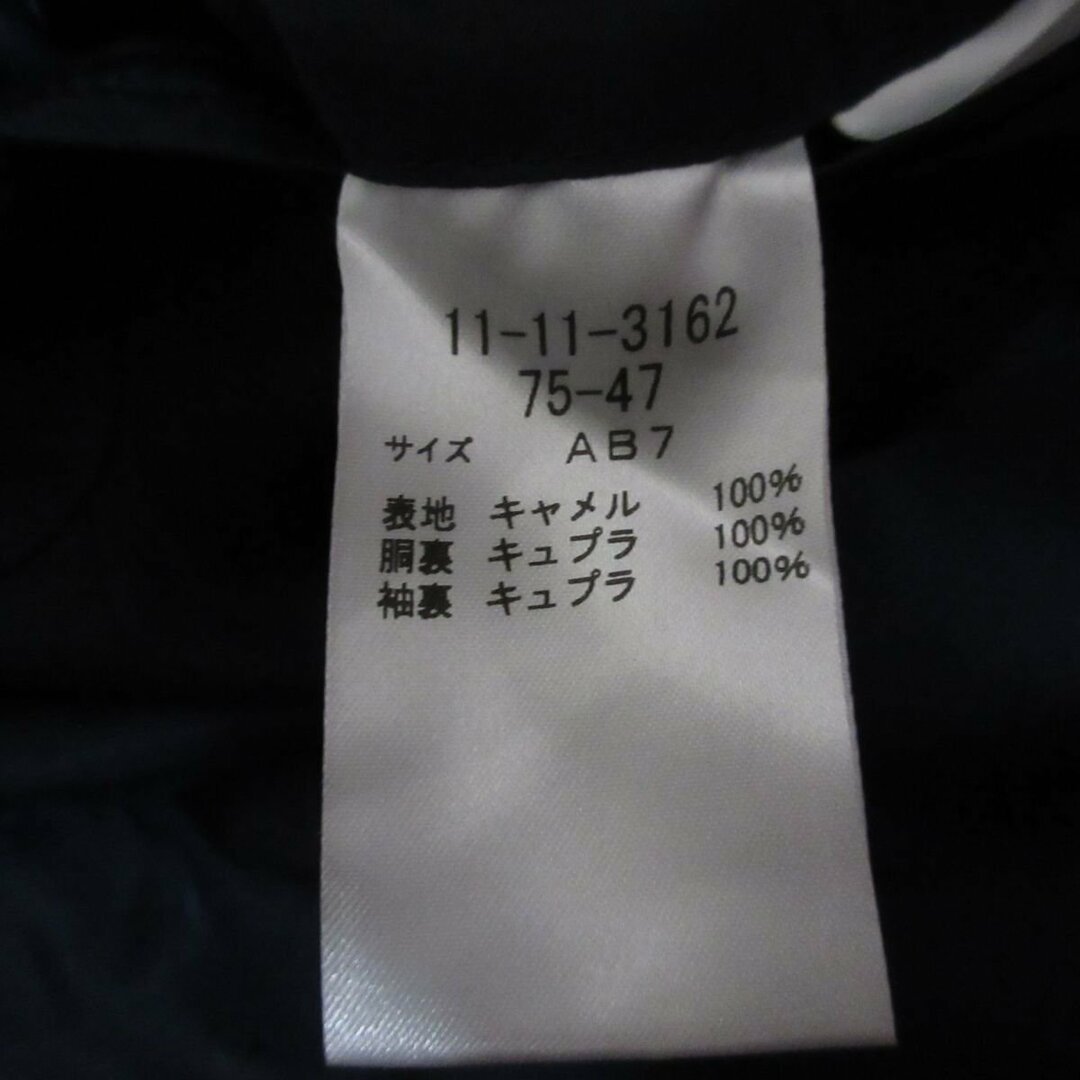 11-11-3162
75-47
サイズ AB7
表地 キャメル 100%
胴裏 キュプラ 100%
袖裏 キュプラ 100%